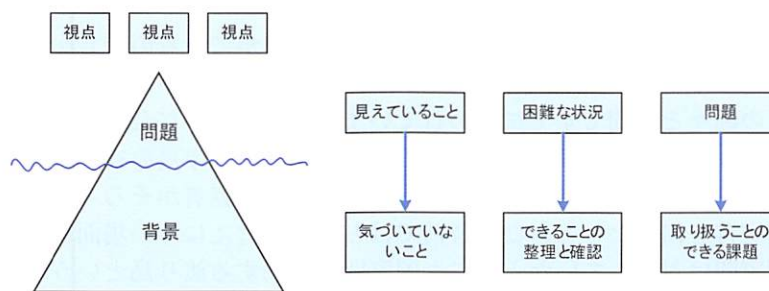 視点
視点
視点
問題
背景
見えていること
困難な状況
問題
気づいていな
いこと
できることの
整理と確認
取り扱うことの
できる課題